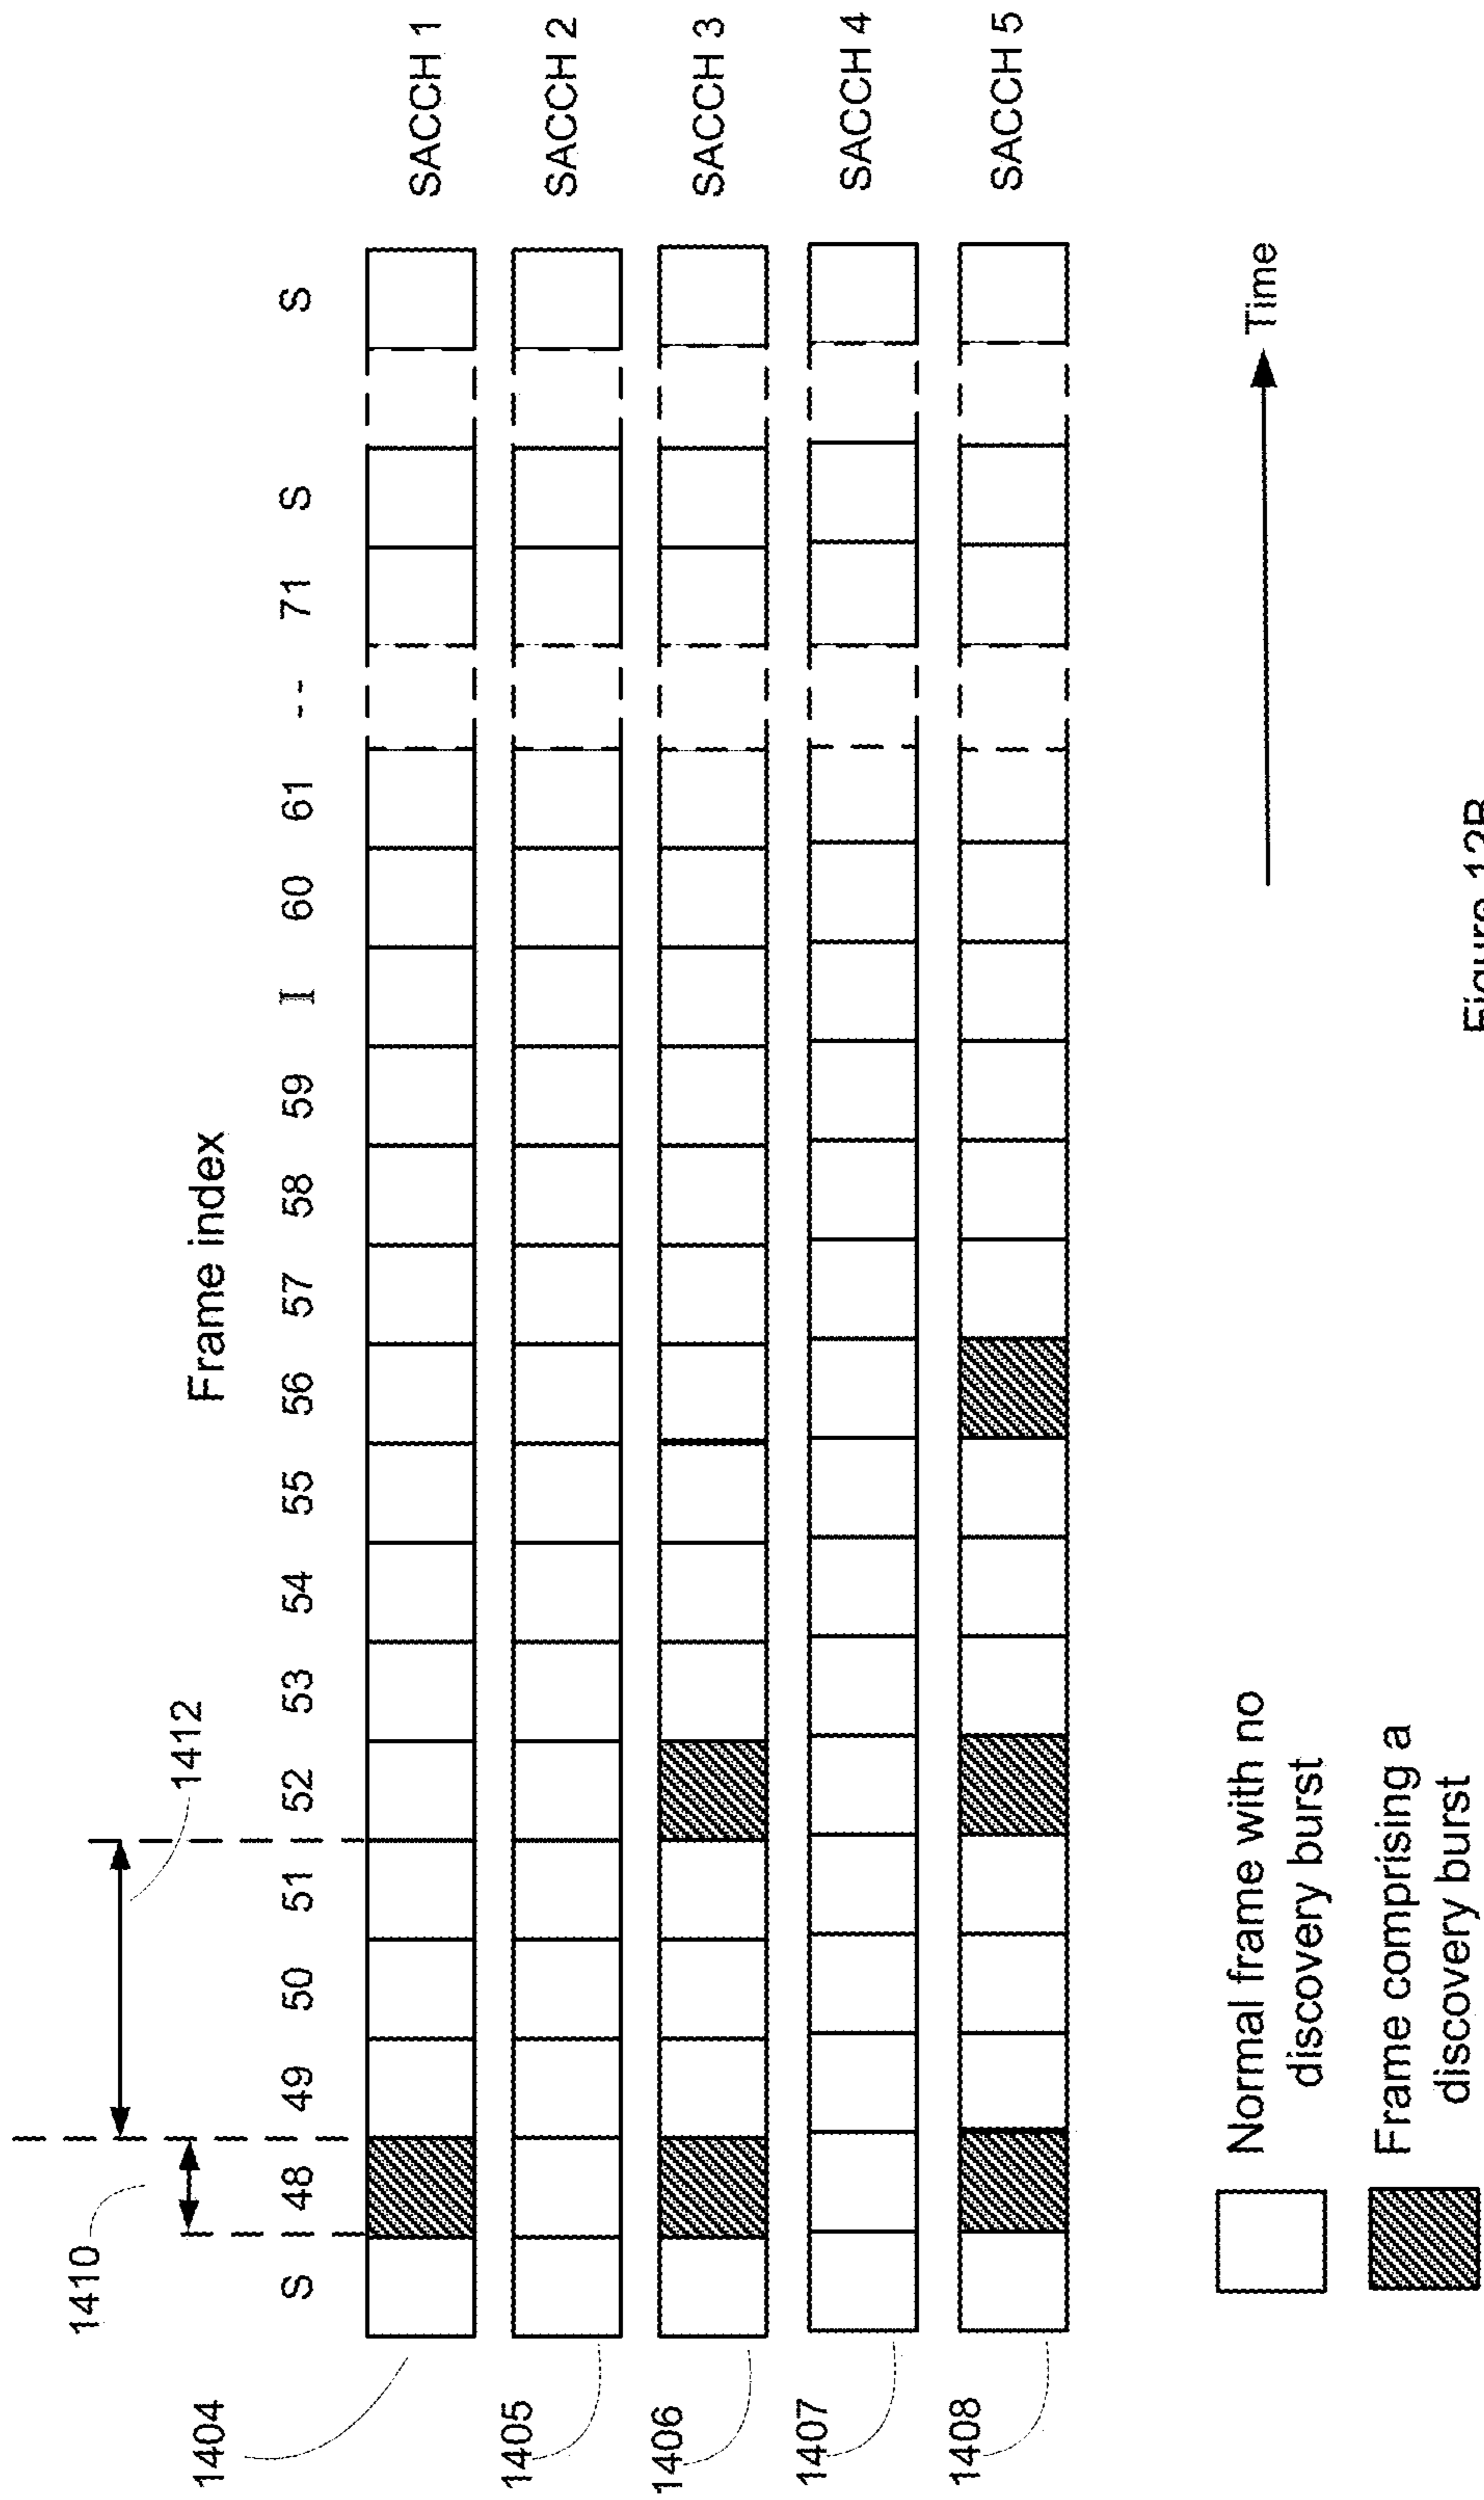 1410
1412
Frame index
S 48 49 50 51 52 53 54 55 56 57 58 59 I 60 61 -- 71 S S
1404
SACCH 1
1405
SACCH 2
1406
SACCH 3
1407
SACCH 4
1408
SACCH 5
Time
Normal frame with no
discovery burst
Frame comprising a
discovery burst